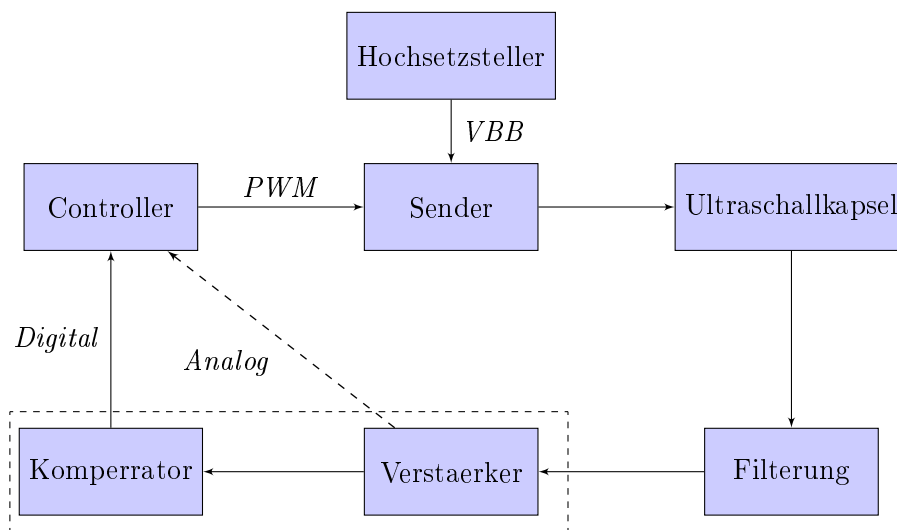 Hochsetzsteller
VBB
Controller
PWM
Sender
Ultraschallkapsel
Digital
Analog
Komperrator
Verstaerker
Filterung